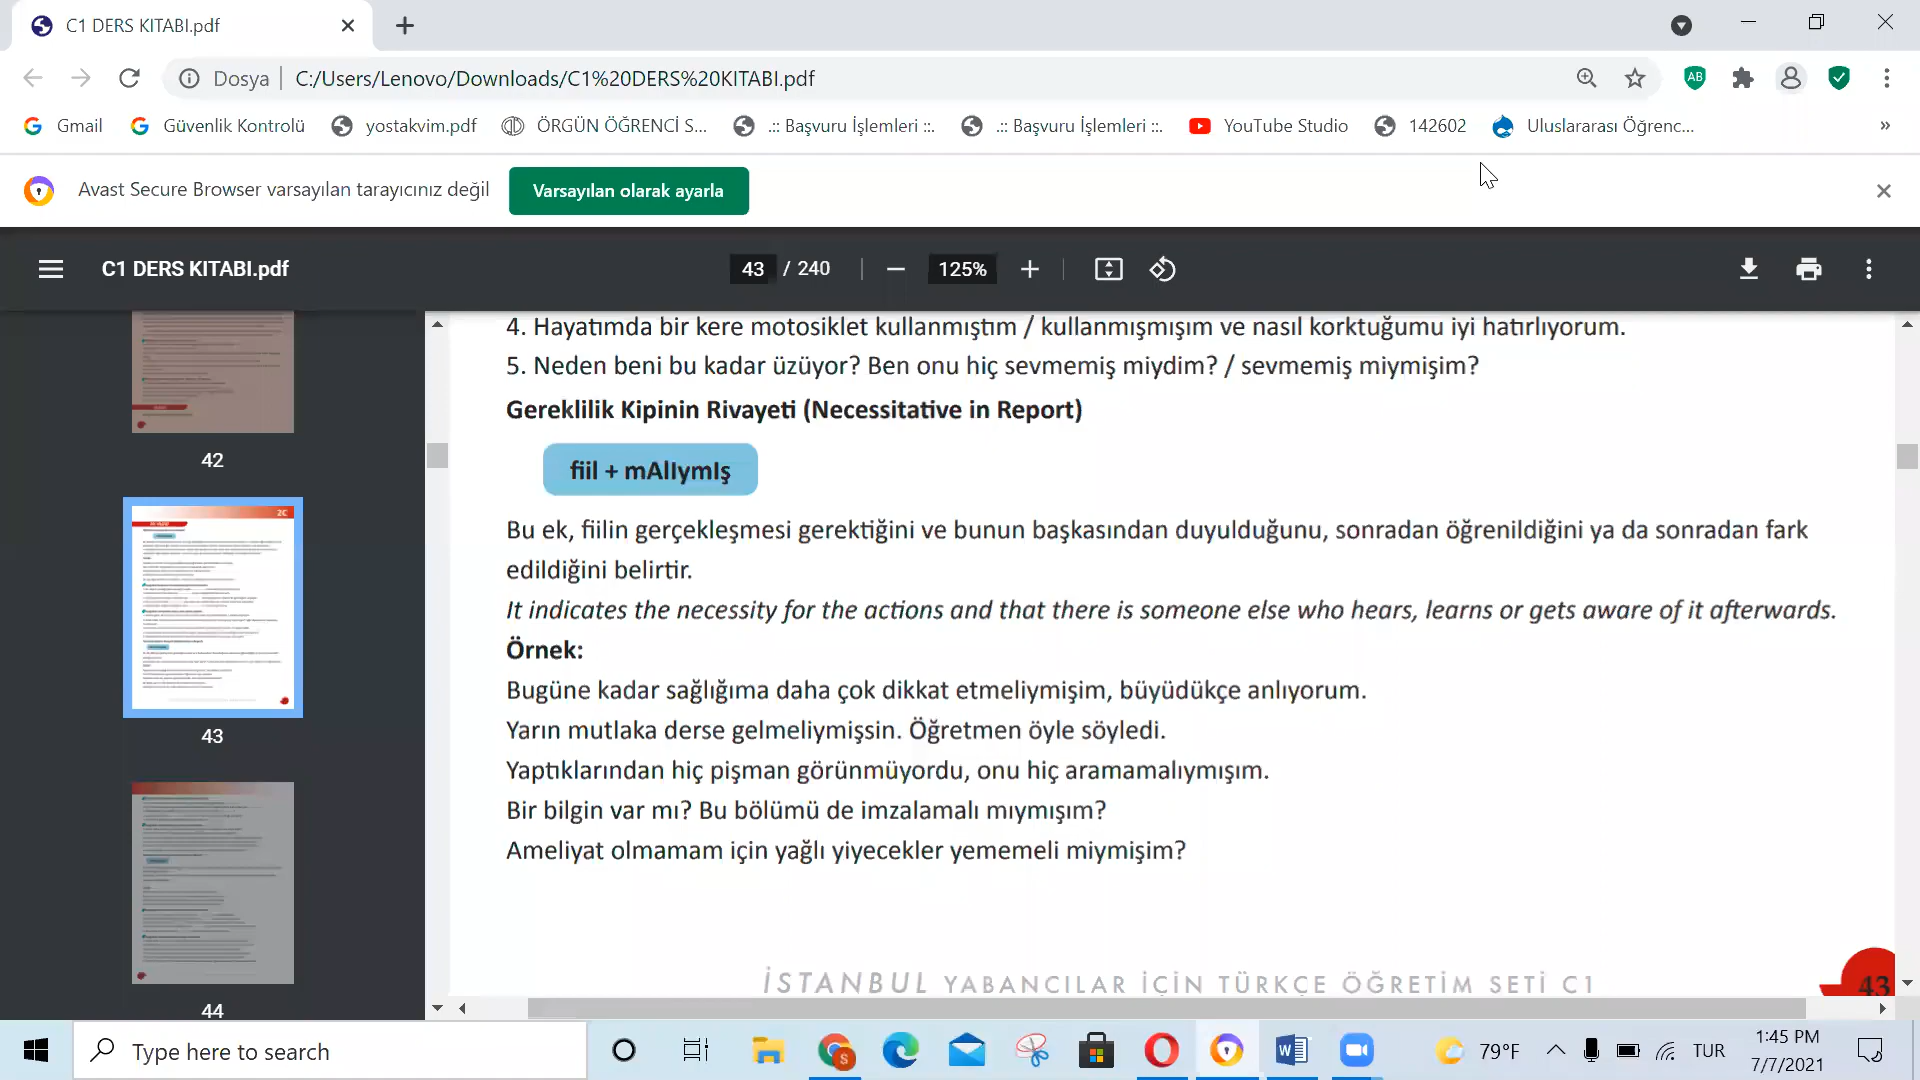 C1 DERS KITABI.pdf
Dosya
C:/Users/Lenovo/Downloads/C1%20DERS%20KITABI.pdf
Gmail
Güvenlik Kontrolü
yostakvim.pdf
ÖRGÜN ÖĞRENCİ S...
.:: Başvuru İşlemleri ::.
.:: Başvuru İşlemleri ::.
YouTube Studio
142602
Uluslararası Öğrenc...
»
Avast Secure Browser varsayılan tarayıcınız değil
Varsayılan olarak ayarla
C1 DERS KITABI.pdf
43 / 240
125%
42
2C
43
44
4. Hayatımda bir kere motosiklet kullanmıştım / kullanmışmışım ve nasıl korktuğumu iyi hatırlıyorum.
5. Neden beni bu kadar üzüyor? Ben onu hiç sevmemiş miydim? / sevmemiş miymişim?
Gereklilik Kipinin Rivayeti (Necessitative in Report)
fiil + mAlIymIş
Bu ek, fiilin gerçekleşmesi gerektiğini ve bunun başkasından duyulduğunu, sonradan öğrenildiğini ya da sonradan fark
edildiğini belirtir.
It indicates the necessity for the actions and that there is someone else who hears, learns or gets aware of it afterwards.
Örnek:
Bugüne kadar sağlığıma daha çok dikkat etmeliymişim, büyüdükçe anlıyorum.
Yarın mutlaka derse gelmeliymişsin. Öğretmen öyle söyledi.
Yaptıklarından hiç pişman görünmüyordu, onu hiç aramamalıymışım.
Bir bilgin var mı? Bu bölümü de imzalamalı mıymışım?
Ameliyat olmamam için yağlı yiyecekler yememeli miymişim?
İSTANBUL YABANCILAR İÇİN TÜRKÇE ÖĞRETİM SETİ C1
43
Type here to search
79°F
TUR
1:45 PM
7/7/2021